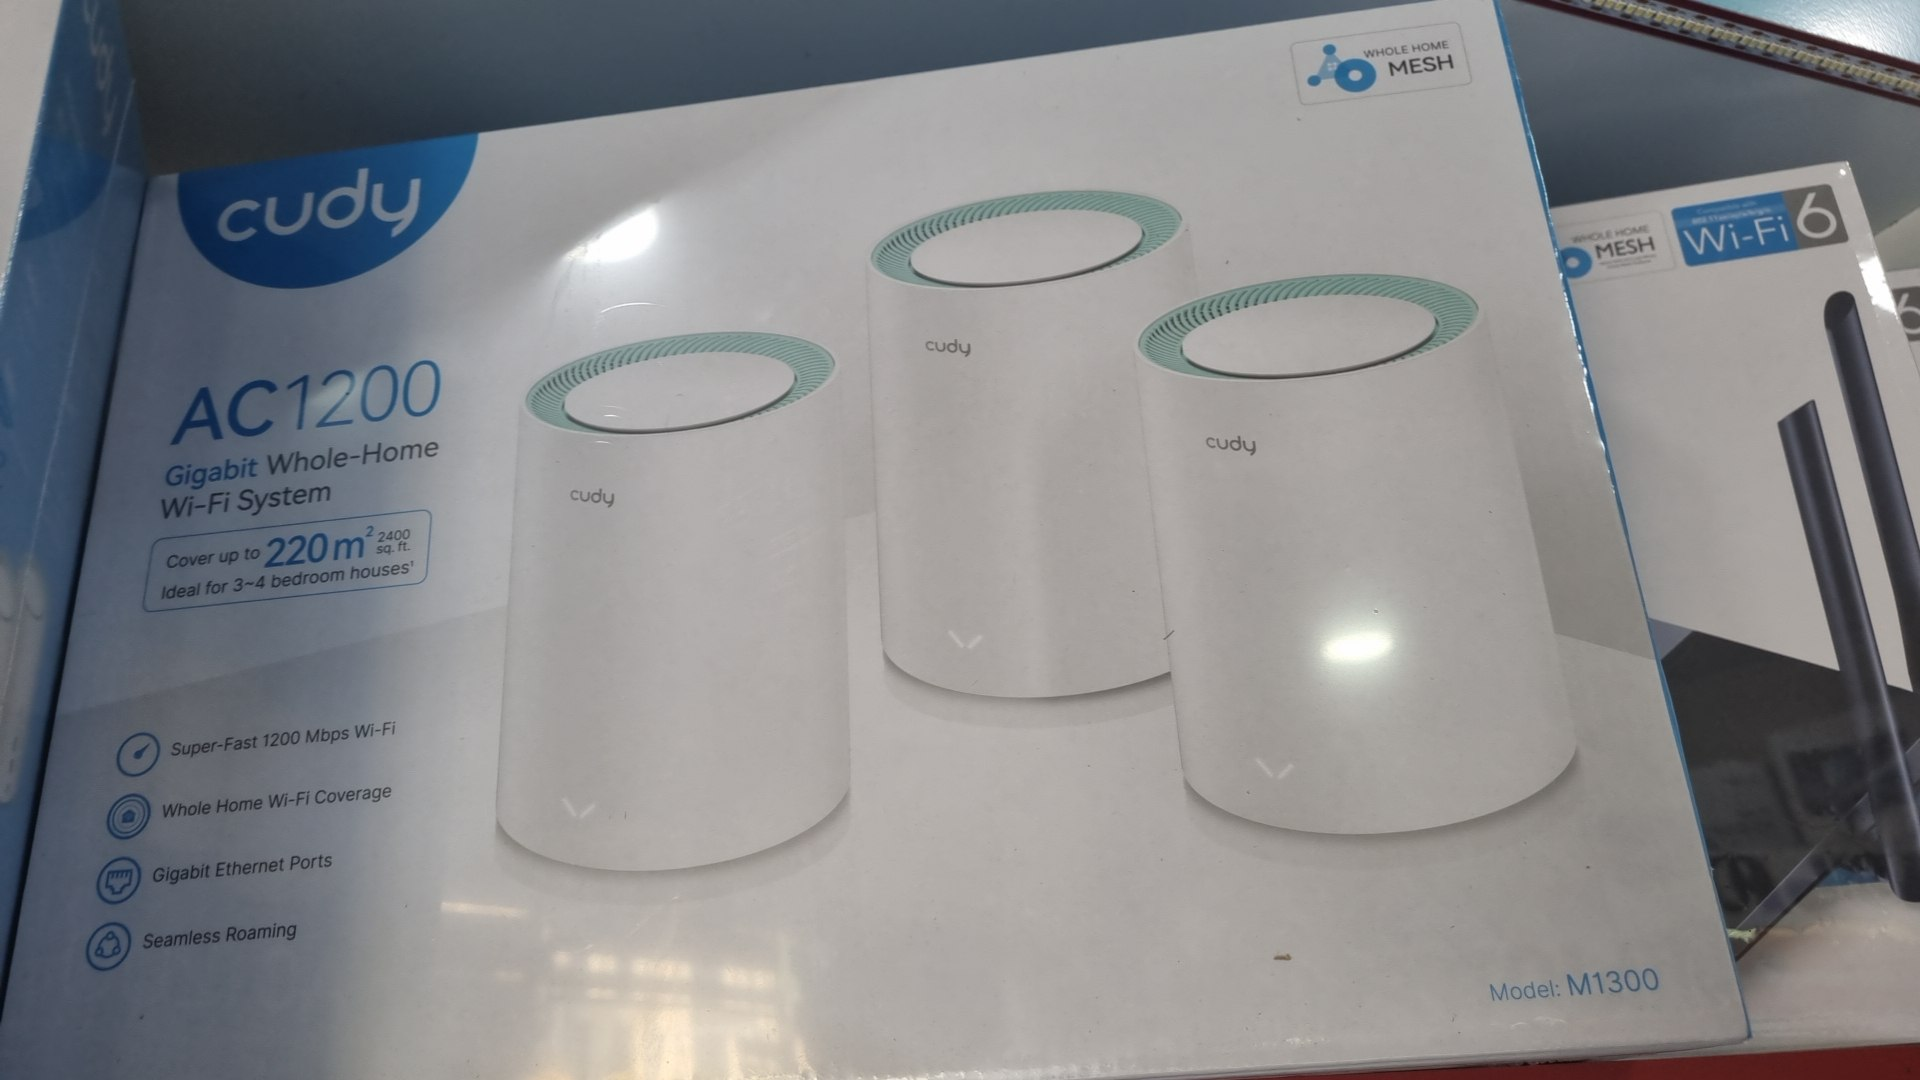 cudy
WHOLE HOME
MESH
AC1200
Gigabit Whole-Home
Wi-Fi System
Cover up to 220m² 2400 sq. ft.
Ideal for 3~4 bedroom houses¹
Super-Fast 1200 Mbps Wi-Fi
Whole Home Wi-Fi Coverage
Gigabit Ethernet Ports
Seamless Roaming
cudy
cudy
cudy
Model: M1300
WHOLE HOME
MESH
Wi-Fi 6
6